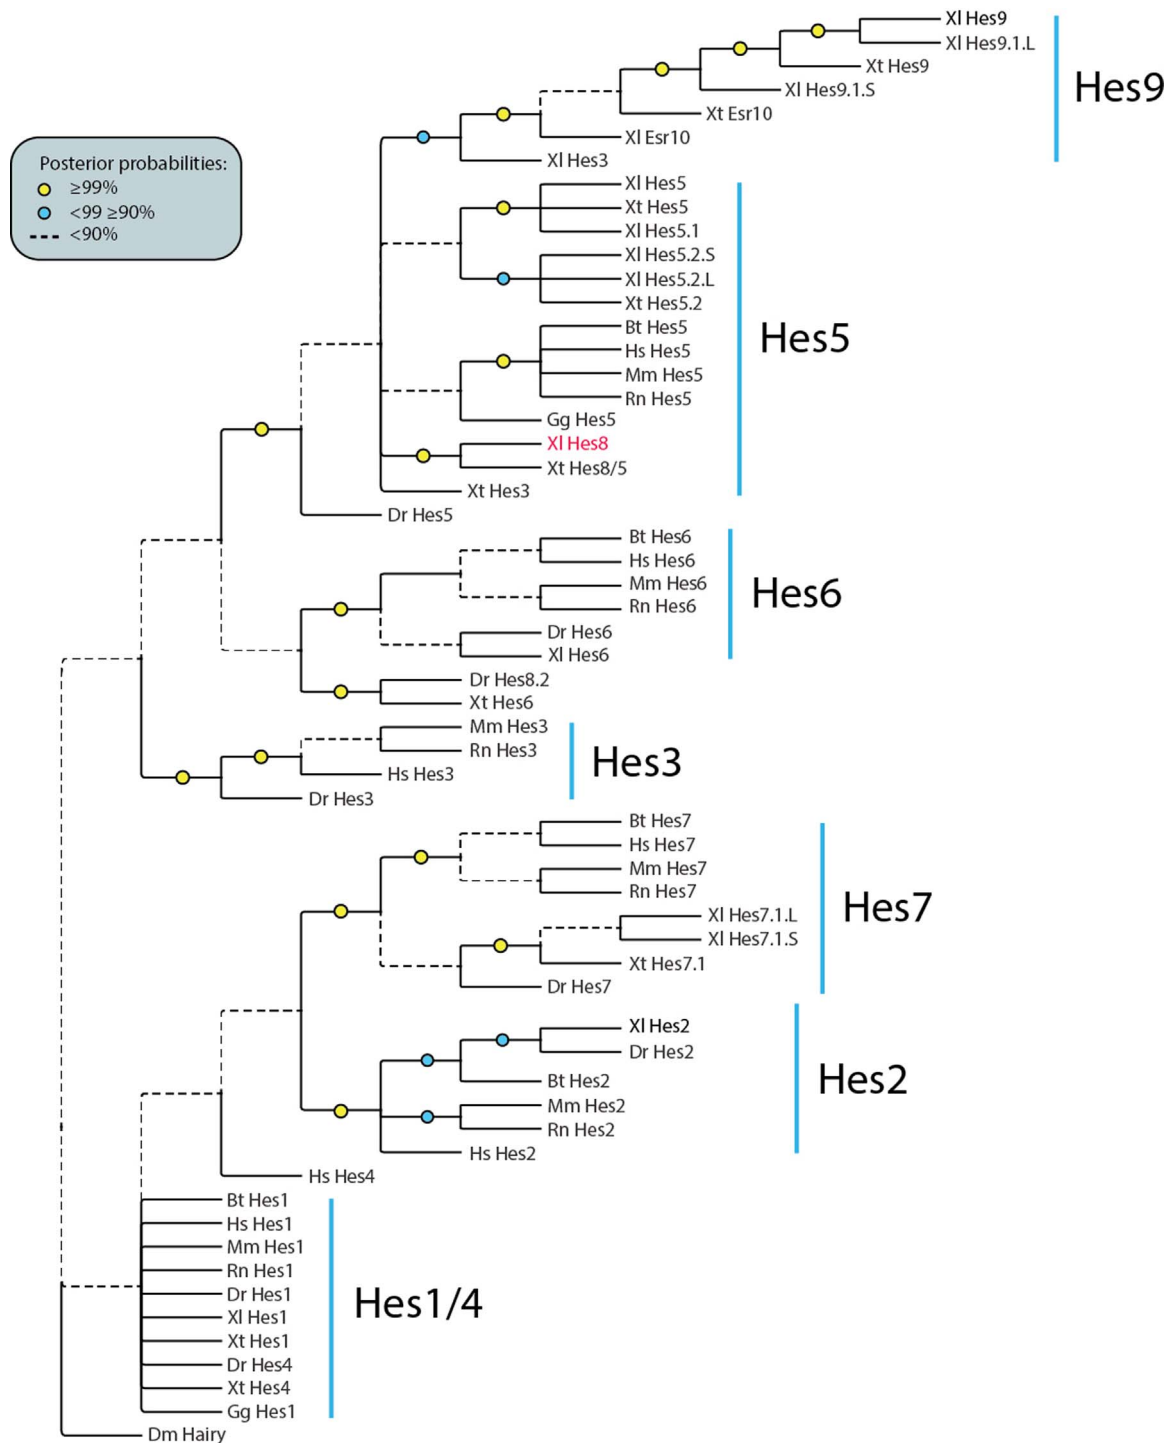 Xl Hes9
Xl Hes9.1.L
Xt Hes9
Xl Hes9.1.S
Xt Esr10
Xl Esr10
Xl Hes3
Hes9
Posterior probabilities:
≥99%
<99 ≥90%
<90%
Xl Hes5
Xt Hes5
Xl Hes5.1
Xl Hes5.2.S
Xl Hes5.2.L
Xt Hes5.2
Bt Hes5
Hs Hes5
Mm Hes5
Rn Hes5
Gg Hes5
Xl Hes8
Xt Hes8/5
Xt Hes3
Hes5
Dr Hes5
Bt Hes6
Hs Hes6
Mm Hes6
Rn Hes6
Dr Hes6
Xl Hes6
Hes6
Dr Hes8.2
Xt Hes6
Mm Hes3
Rn Hes3
Hs Hes3
Hes3
Dr Hes3
Bt Hes7
Hs Hes7
Mm Hes7
Rn Hes7
Xl Hes7.1.L
Xl Hes7.1.S
Xt Hes7.1
Dr Hes7
Hes7
Xl Hes2
Dr Hes2
Bt Hes2
Mm Hes2
Rn Hes2
Hs Hes2
Hes2
Hs Hes4
Bt Hes1
Hs Hes1
Mm Hes1
Rn Hes1
Dr Hes1
Xl Hes1
Xt Hes1
Dr Hes4
Xt Hes4
Gg Hes1
Hes1/4
Dm Hairy